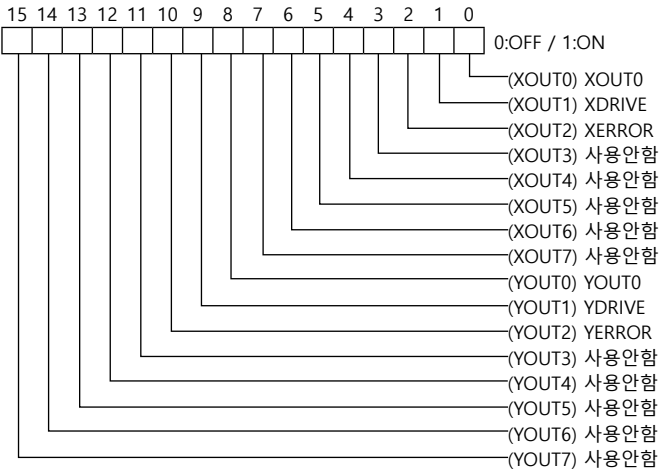 15 14 13 12 11 10 9 8 7 6 5 4 3 2 1 0
0:OFF / 1:ON
(XOUT0) XOUT0
(XOUT1) XDRIVE
(XOUT2) XERROR
(XOUT3) 사용안함
(XOUT4) 사용안함
(XOUT5) 사용안함
(XOUT6) 사용안함
(XOUT7) 사용안함
(YOUT0) YOUT0
(YOUT1) YDRIVE
(YOUT2) YERROR
(YOUT3) 사용안함
(YOUT4) 사용안함
(YOUT5) 사용안함
(YOUT6) 사용안함
(YOUT7) 사용안함